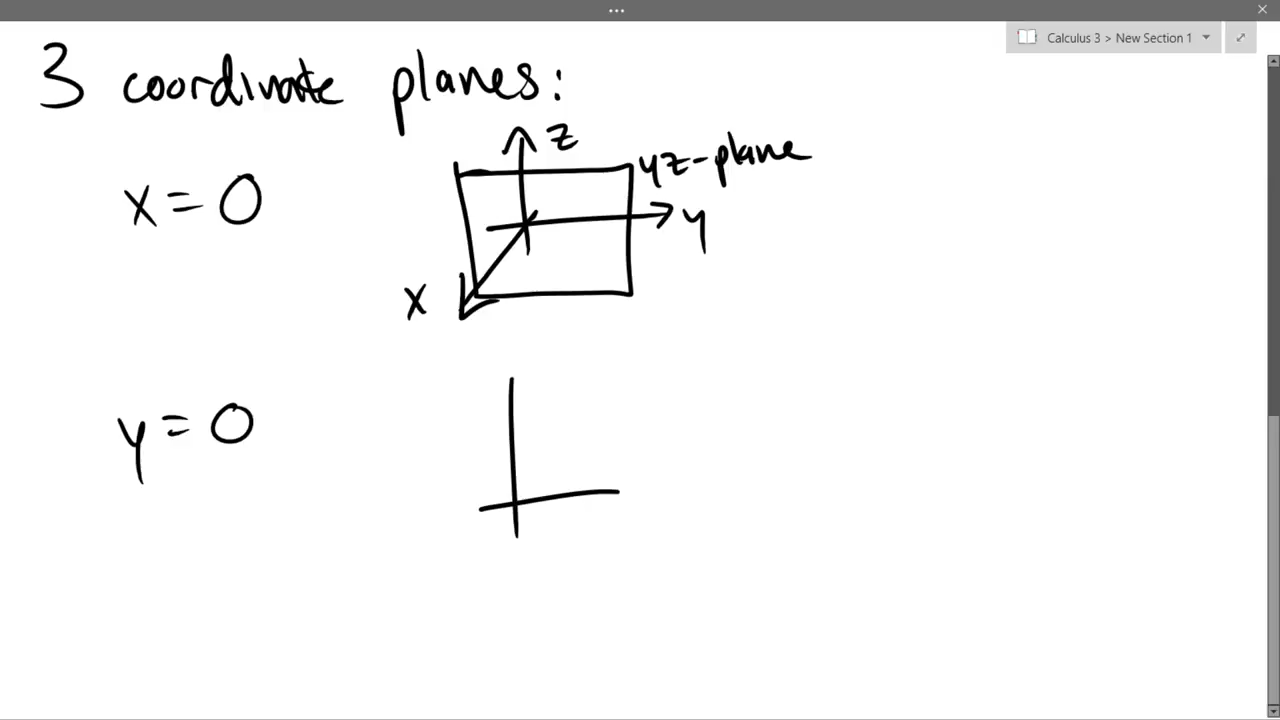 Calculus 3 > New Section 1
3 coordinate planes:
z
yz-plane
x = 0
y
x
y = 0